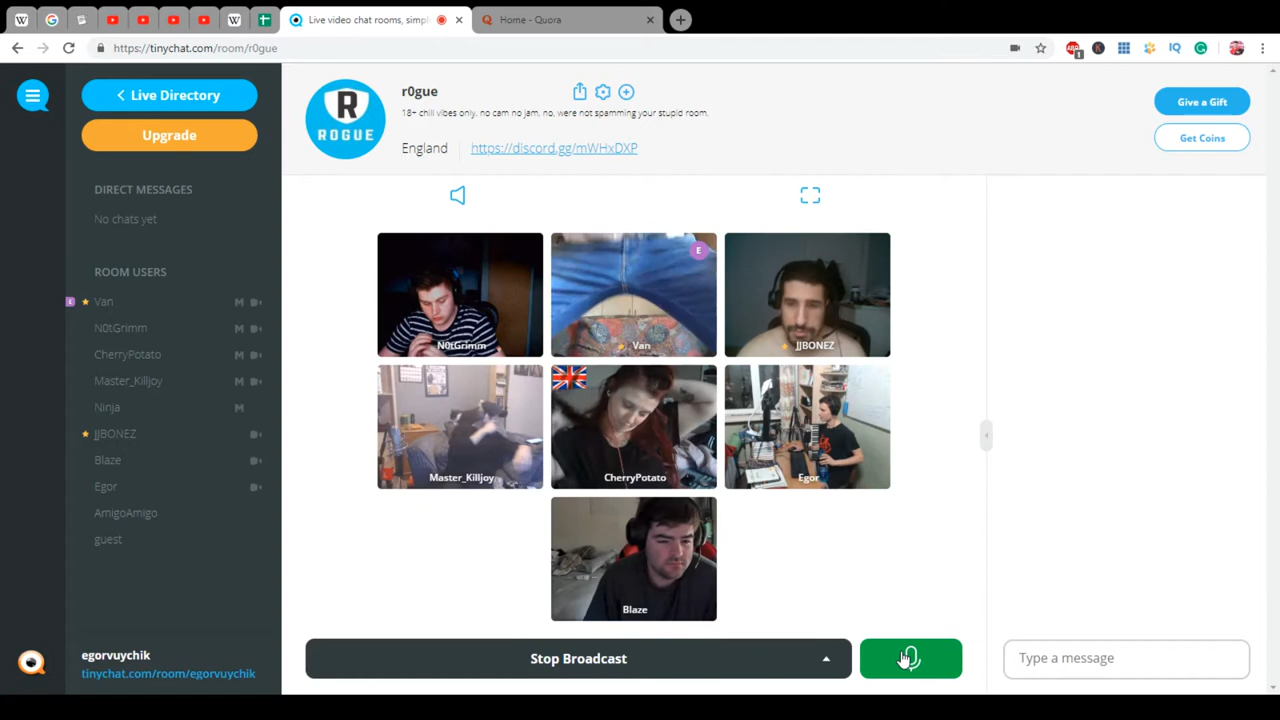 Live video chat rooms, simpl
Home - Quora
https://tinychat.com/room/r0gue
Live Directory
Upgrade
DIRECT MESSAGES
No chats yet
ROOM USERS
E Van M
N0tGrimm M
CherryPotato M
Master_Killjoy M
Ninja M
JJBONEZ
Blaze
Egor
AmigoAmigo
guest
egorvuychik
tinychat.com/room/egorvuychik
R
ROGUE
r0gue
18+ chill vibes only. no cam no jam. no, were not spamming your stupid room.
England
https://discord.gg/mWHxDXP
Give a Gift
Get Coins
E
N0tGrimm
Van
JJBONEZ
Master_Killjoy
CherryPotato
Egor
Blaze
Stop Broadcast
Type a message